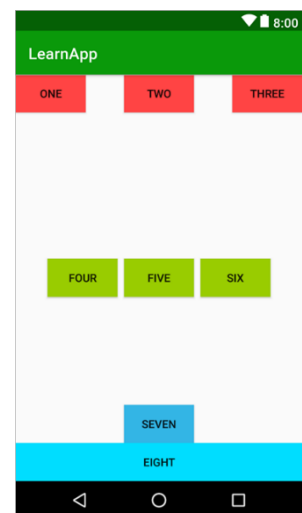 8:00
LearnApp
ONE TWO THREE
FOUR FIVE SIX
SEVEN
EIGHT